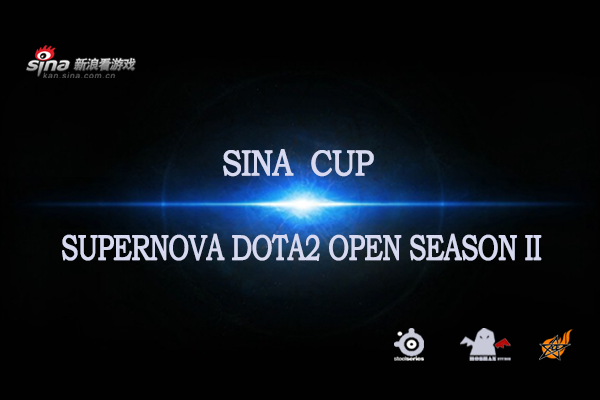 sina 新浪看游戏
kan.sina.com.cn
SINA CUP
SUPERNOVA DOTA2 OPEN SEASON II
steelseries